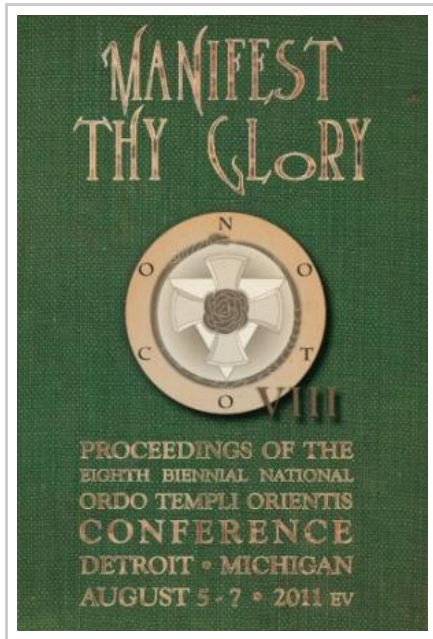 MANIFEST
THY GLORY
N
O
T
O
C
O
VIII
PROCEEDINGS OF THE
EIGHTH BIENNIAL NATIONAL
ORDO TEMPLI ORIENTIS
CONFERENCE
DETROIT • MICHIGAN
AUGUST 5 - 7 • 2011 EV